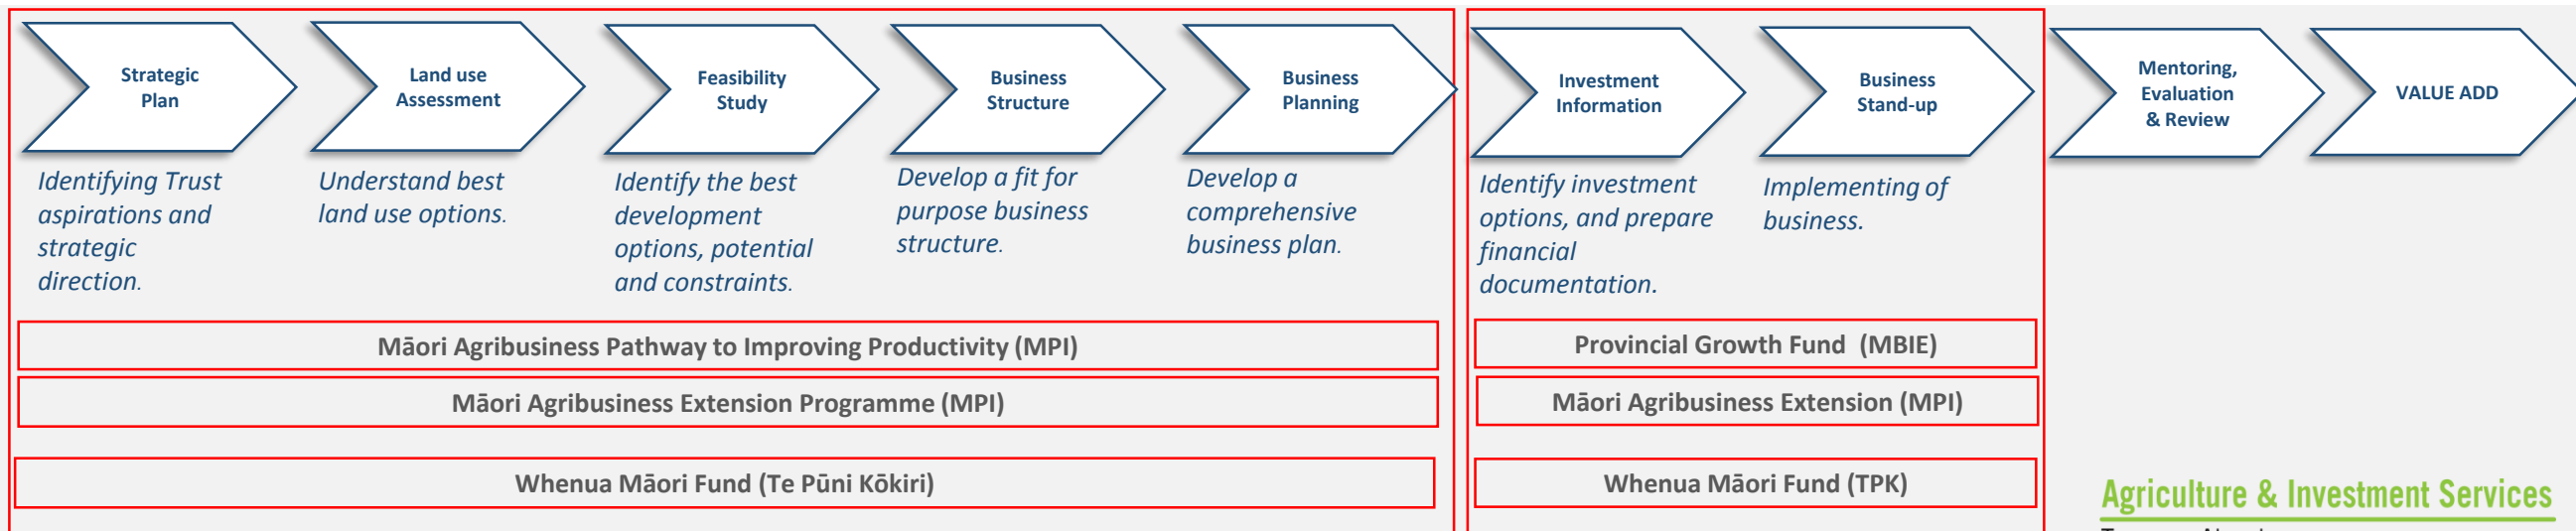 Strategic
Plan
Land use
Assessment
Feasibility
Study
Business
Structure
Business
Planning
Investment
Information
Business
Stand-up
Mentoring,
Evaluation
& Review
VALUE ADD
Identifying Trust
aspirations and
strategic
direction.
Understand best
land use options.
Identify the best
development
options, potential
and constraints.
Develop a fit for
purpose business
structure.
Develop a
comprehensive
business plan.
Identify investment
options, and prepare
financial
documentation.
Implementing of
business.
Māori Agribusiness Pathway to Improving Productivity (MPI)
Provincial Growth Fund (MBIE)
Māori Agribusiness Extension Programme (MPI)
Māori Agribusiness Extension (MPI)
Whenua Māori Fund (Te Pūni Kōkiri)
Whenua Māori Fund (TPK)
Agriculture & Investment Services